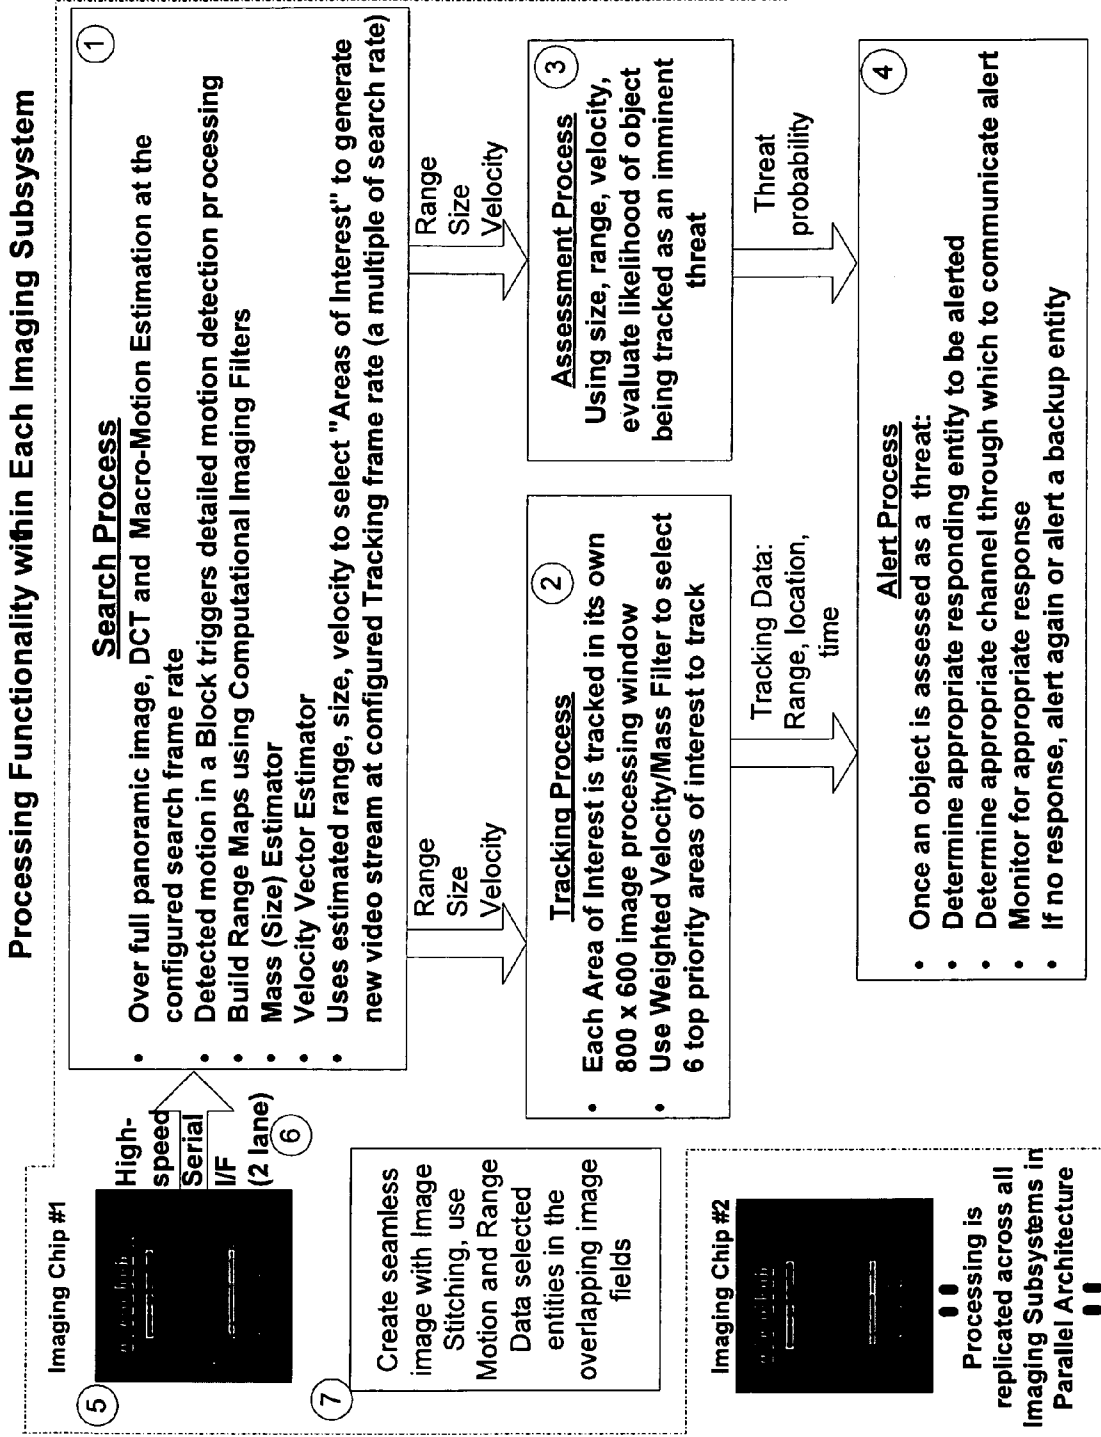 Processing Functionality within Each Imaging Subsystem
Imaging Chip #1
5
High-
speed
Serial
I/F
(2 lane)
6
1
Search Process
• Over full panoramic image, DCT and Macro-Motion Estimation at the
configured search frame rate
• Detected motion in a Block triggers detailed motion detection processing
• Build Range Maps using Computational Imaging Filters
• Mass (Size) Estimator
• Velocity Vector Estimator
• Uses estimated range, size, velocity to select "Areas of Interest" to generate
new video stream at configured Tracking frame rate (a multiple of search rate)
Range
Size
Velocity
Range
Size
Velocity
7
Create seamless
image with Image
Stitching, use
Motion and Range
Data selected
entities in the
overlapping image
fields
Tracking Process
2
• Each Area of Interest is tracked in its own
800 x 600 image processing window
• Use Weighted Velocity/Mass Filter to select
6 top priority areas of interest to track
3
Assessment Process
Using size, range, velocity,
evaluate likelihood of object
being tracked as an imminent
threat
Tracking Data:
Range, location,
time
Threat
probability
Imaging Chip #2
Processing is
replicated across all
Imaging Subsystems in
Parallel Architecture
4
Alert Process
• Once an object is assessed as a threat:
• Determine appropriate responding entity to be alerted
• Determine appropriate channel through which to communicate alert
• Monitor for appropriate response
• If no response, alert again or alert a backup entity